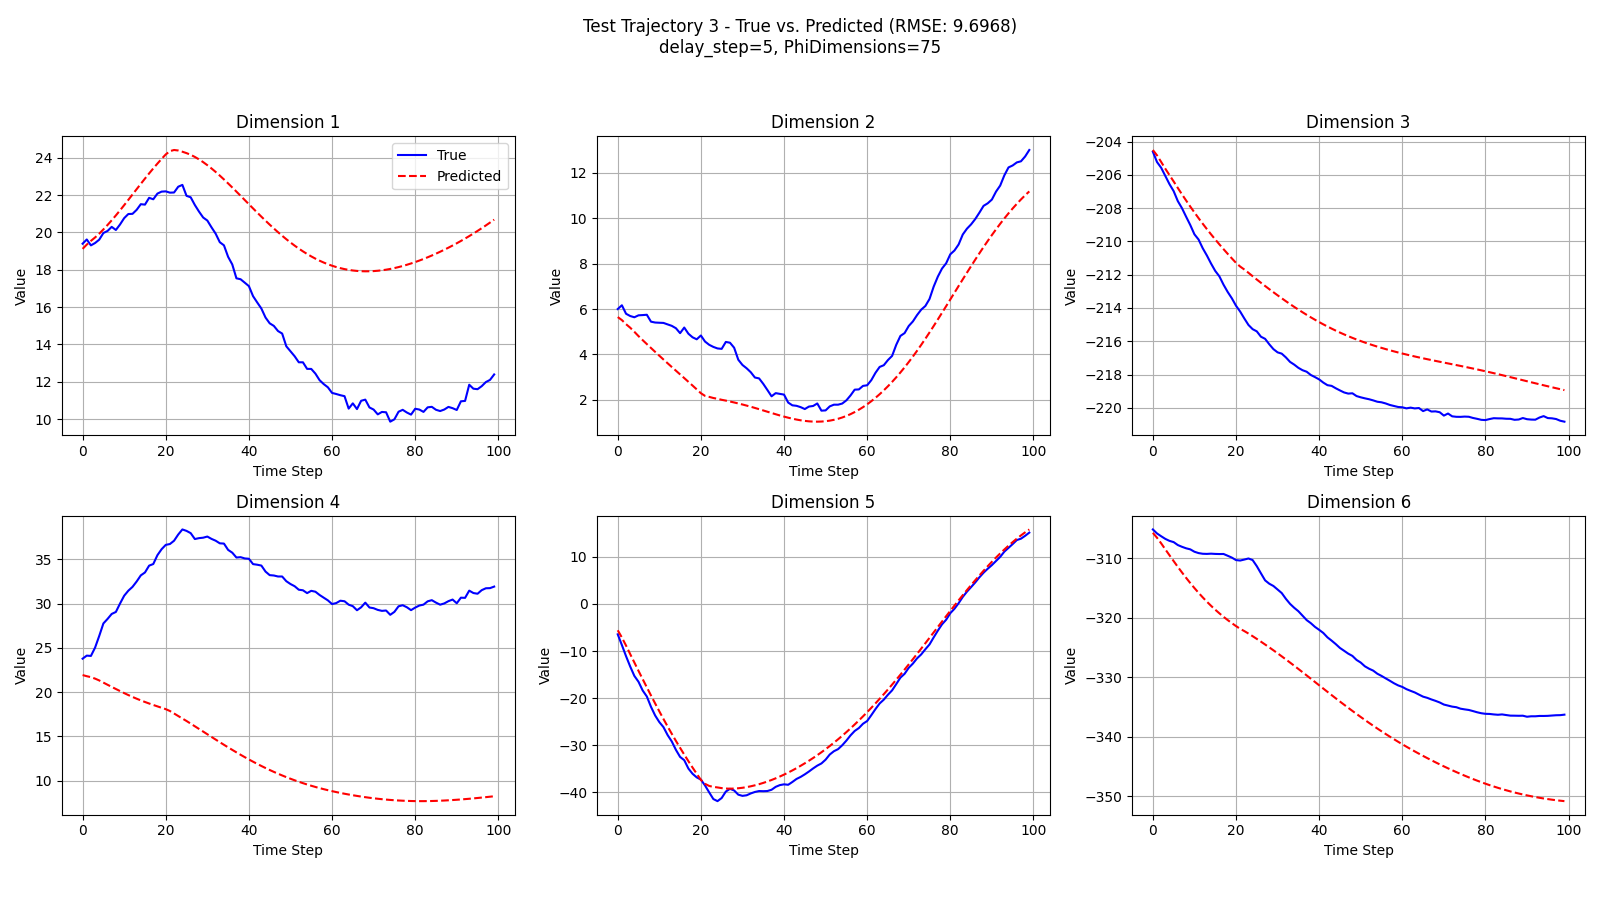 Test Trajectory 3 - True vs. Predicted (RMSE: 9.6968)
delay_step=5, PhiDimensions=75
Dimension 1
True
Predicted
24
22
20
18
16
14
12
10
Value
0 20 40 60 80 100
Time Step
Dimension 2
12
10
8
6
4
2
Value
0 20 40 60 80 100
Time Step
Dimension 3
−204
−206
−208
−210
−212
−214
−216
−218
−220
Value
0 20 40 60 80 100
Time Step
Dimension 4
35
30
25
20
15
10
Value
0 20 40 60 80 100
Time Step
Dimension 5
10
0
−10
−20
−30
−40
Value
0 20 40 60 80 100
Time Step
Dimension 6
−310
−320
−330
−340
−350
Value
0 20 40 60 80 100
Time Step